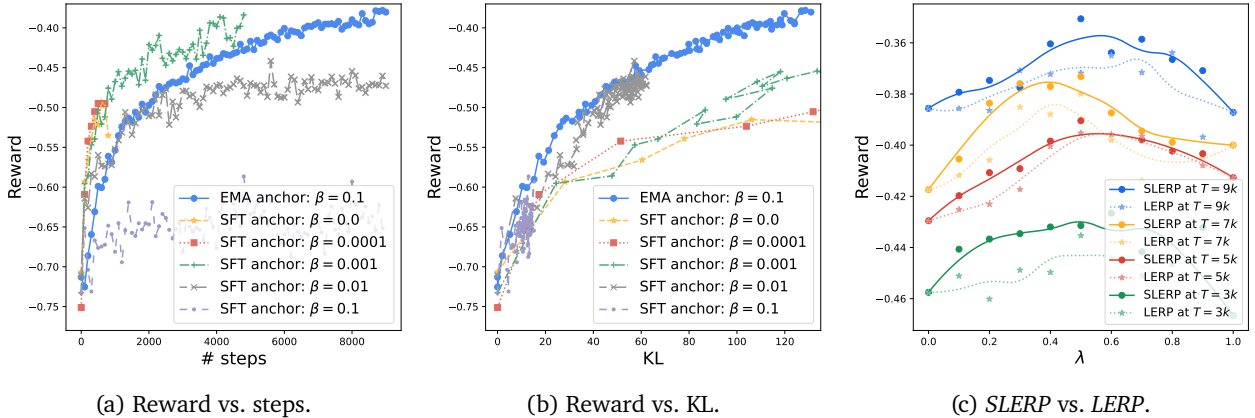 Reward
−0.40
−0.45
−0.50
−0.55
−0.60
−0.65
−0.70
−0.75
0
2000
4000
6000
8000
# steps
EMA anchor: β = 0.1
SFT anchor: β = 0.0
SFT anchor: β = 0.0001
SFT anchor: β = 0.001
SFT anchor: β = 0.01
SFT anchor: β = 0.1
(a) Reward vs. steps.
Reward
−0.40
−0.45
−0.50
−0.55
−0.60
−0.65
−0.70
−0.75
0
20
40
60
80
100
120
KL
EMA anchor: β = 0.1
SFT anchor: β = 0.0
SFT anchor: β = 0.0001
SFT anchor: β = 0.001
SFT anchor: β = 0.01
SFT anchor: β = 0.1
(b) Reward vs. KL.
Reward
−0.36
−0.38
−0.40
−0.42
−0.44
−0.46
0.0
0.2
0.4
0.6
0.8
1.0
λ
SLERP at T = 9k
LERP at T = 9k
SLERP at T = 7k
LERP at T = 7k
SLERP at T = 5k
LERP at T = 5k
SLERP at T = 3k
LERP at T = 3k
(c) SLERP vs. LERP.